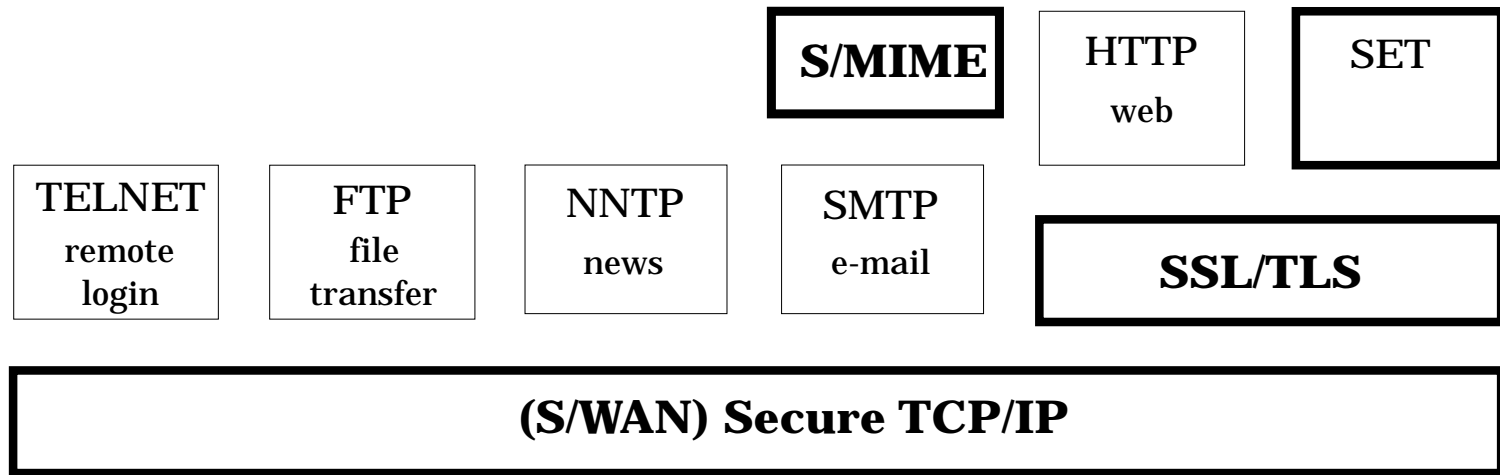 S/MIME
HTTP
web
SET
TELNET
remote
login
FTP
file
transfer
NNTP
news
SMTP
e-mail
SSL/TLS
(S/WAN) Secure TCP/IP